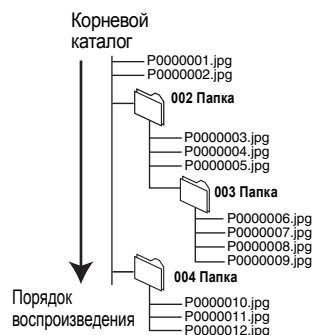 Корневой
каталог
P0000001.jpg
P0000002.jpg
002 Папка
P0000003.jpg
P0000004.jpg
P0000005.jpg
003 Папка
P0000006.jpg
P0000007.jpg
P0000008.jpg
P0000009.jpg
004 Папка
Порядок
воспроизведения
P0000010.jpg
P0000011.jpg
P0000012.jpg